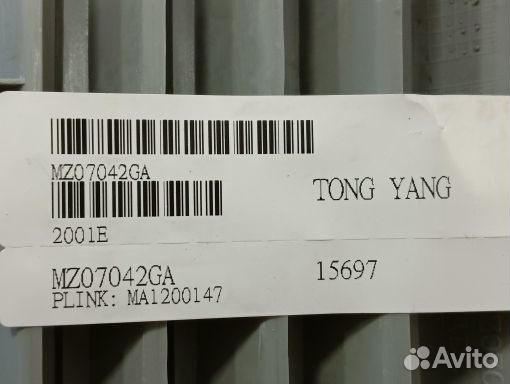 MZ07042GA
TONG YANG
2001E
MZ07042GA
15697
PLINK: MA1200147
Avito